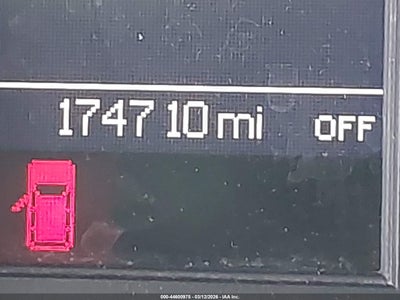 174710 mi OFF
000-44600975 - 03/13/2026 - IAA Inc.